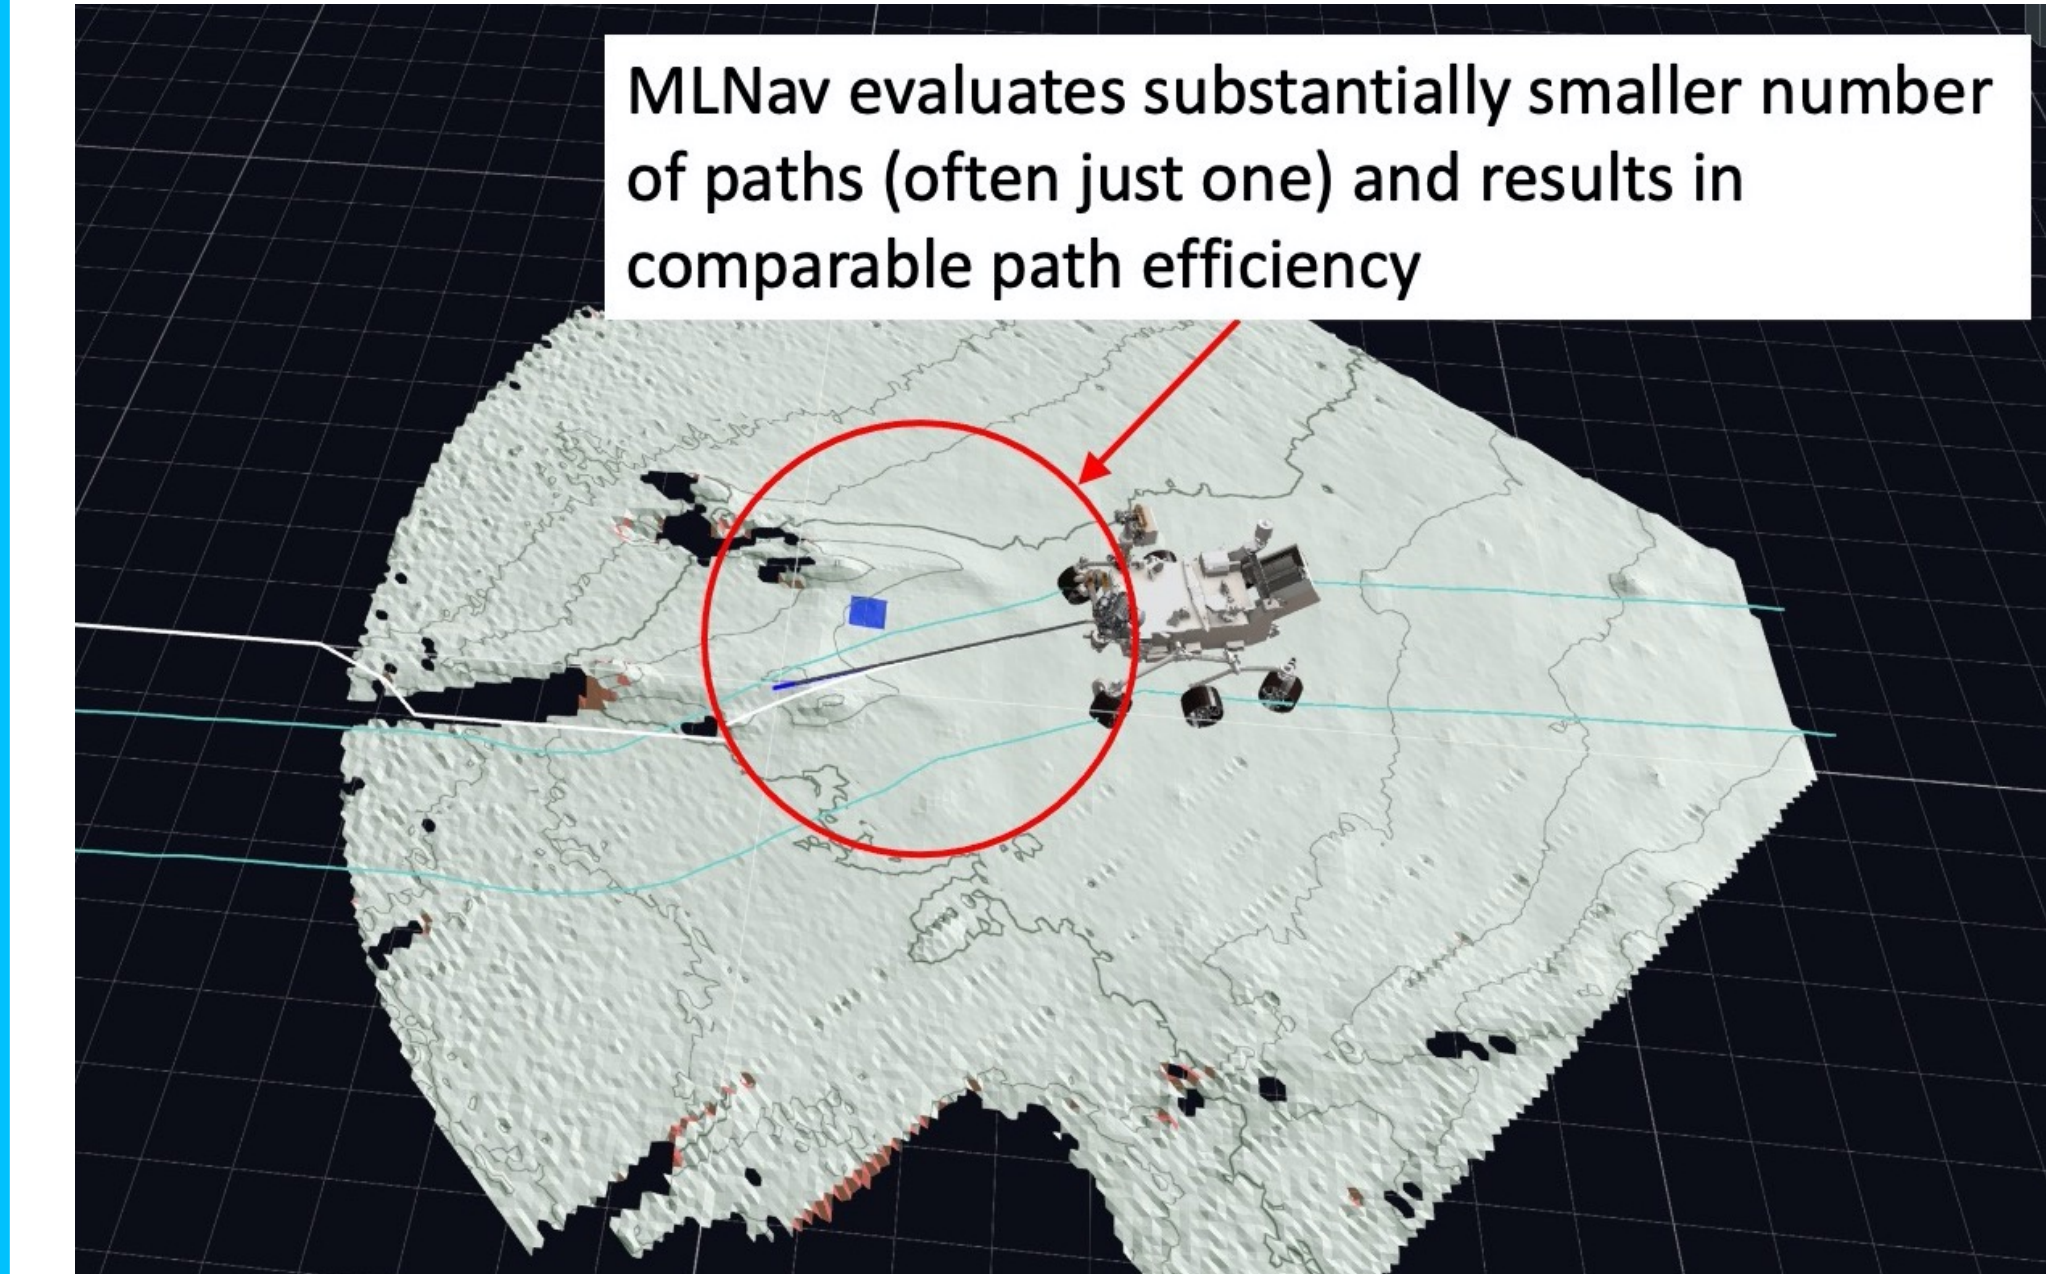 MLNav evaluates substantially smaller number
of paths (often just one) and results in
comparable path efficiency